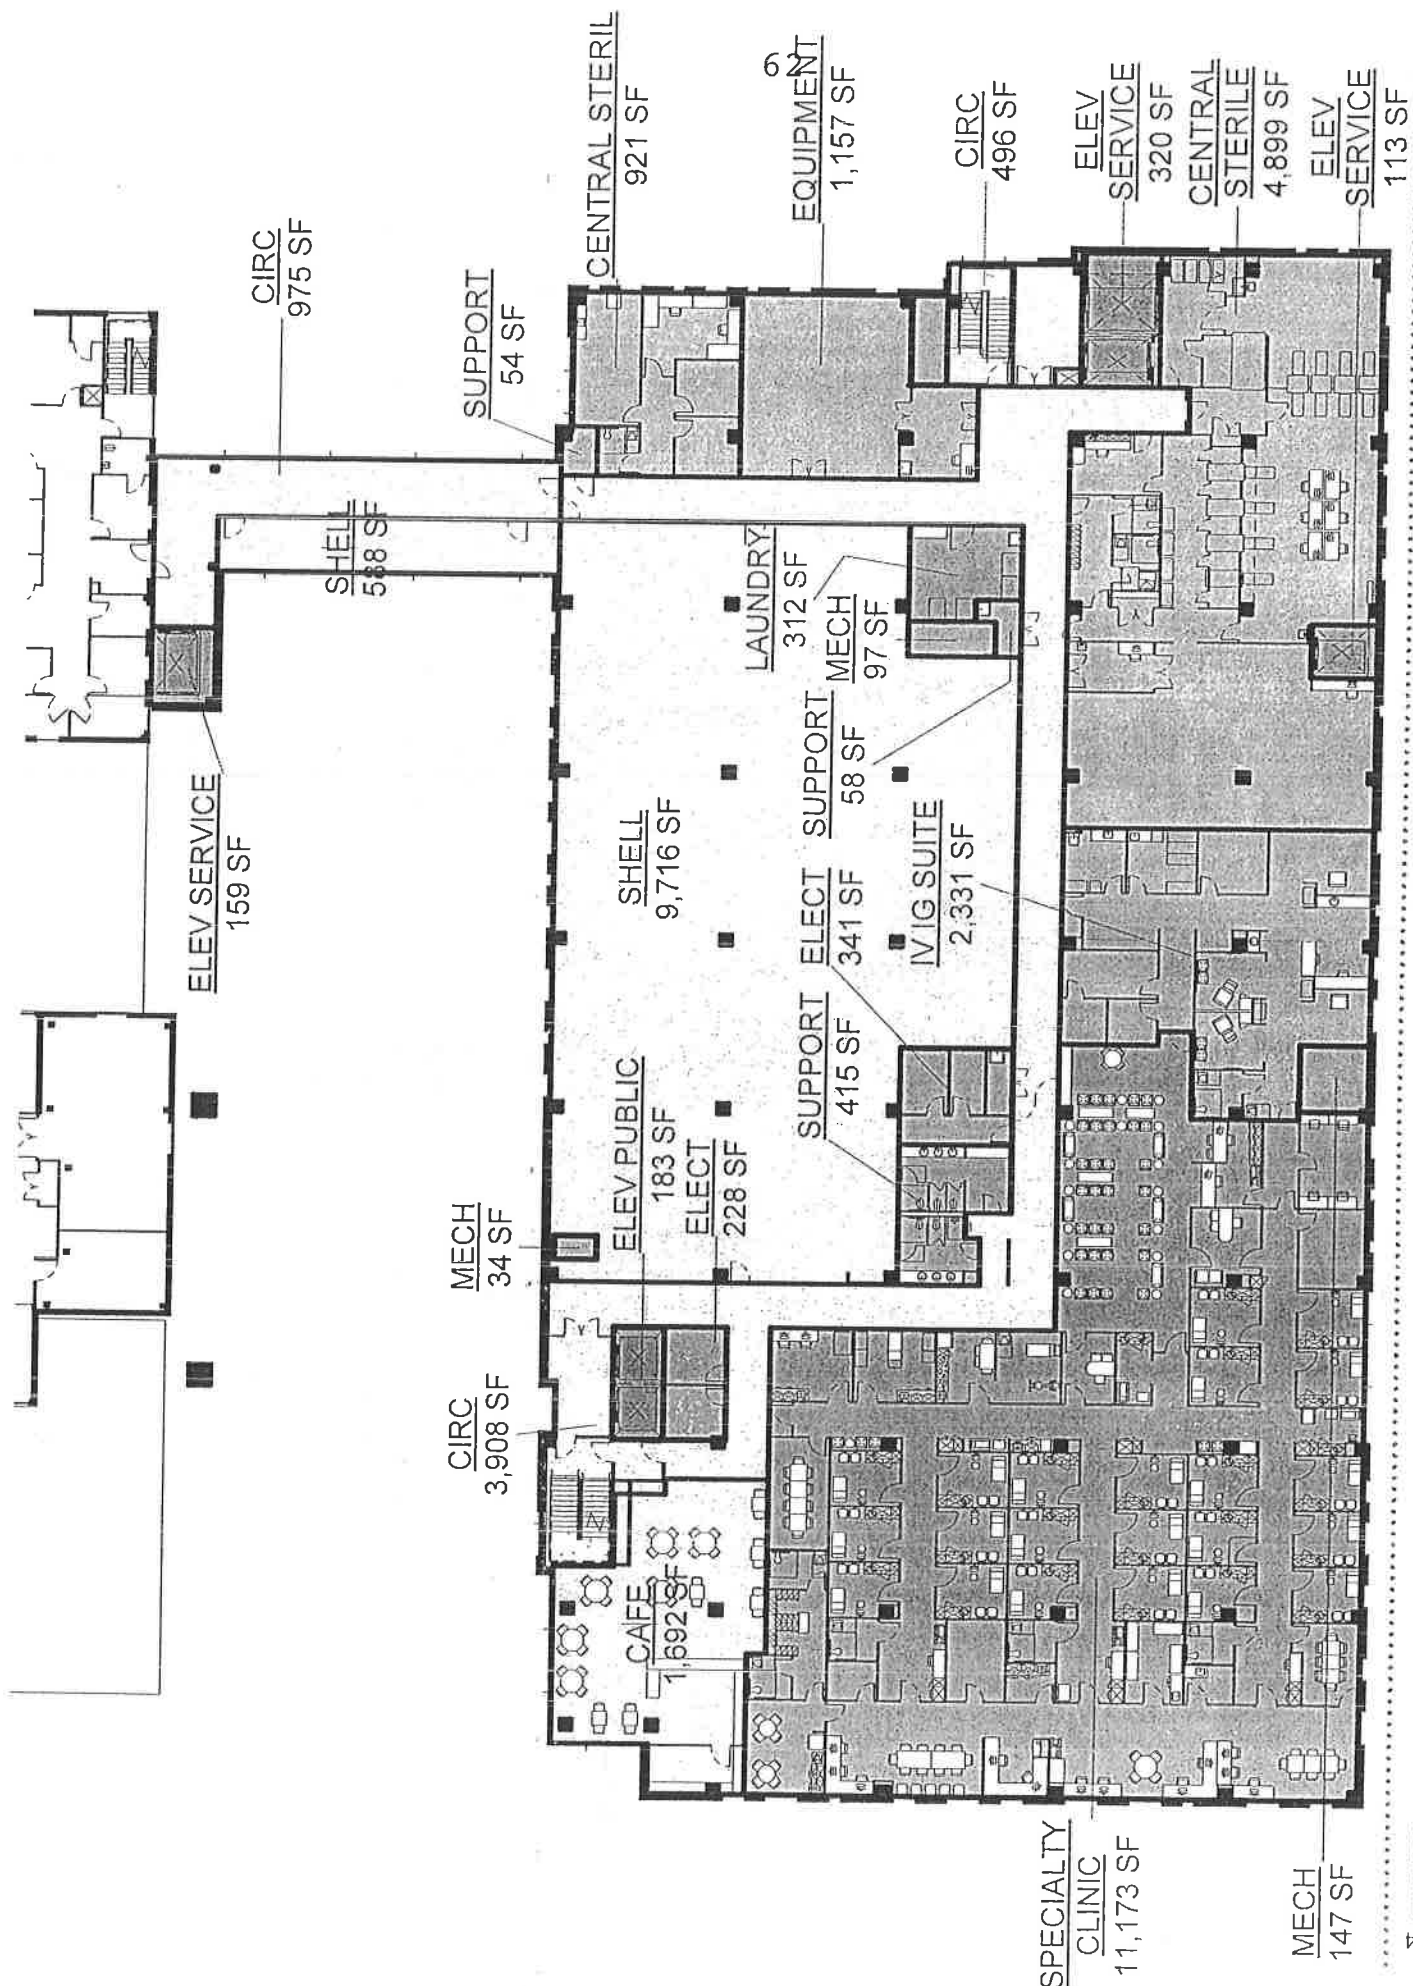 62
CENTRAL STERIL
921 SF
EQUIPMENT
1,157 SF
CIRC
496 SF
ELEV
SERVICE
320 SF
CENTRAL
STERILE
4,899 SF
ELEV
SERVICE
113 SF
CIRC
975 SF
SUPPORT
54 SF
SHELL
588 SF
LAUNDRY
312 SF
MECH
97 SF
SUPPORT
58 SF
ELEV SERVICE
159 SF
SHELL
9,716 SF
ELECT
341 SF
IVIG SUITE
2,331 SF
SUPPORT
415 SF
ELEV PUBLIC
183 SF
ELECT
228 SF
MECH
34 SF
CIRC
3,908 SF
CAFE
1,692 SF
SPECIALTY
CLINIC
11,173 SF
MECH
147 SF